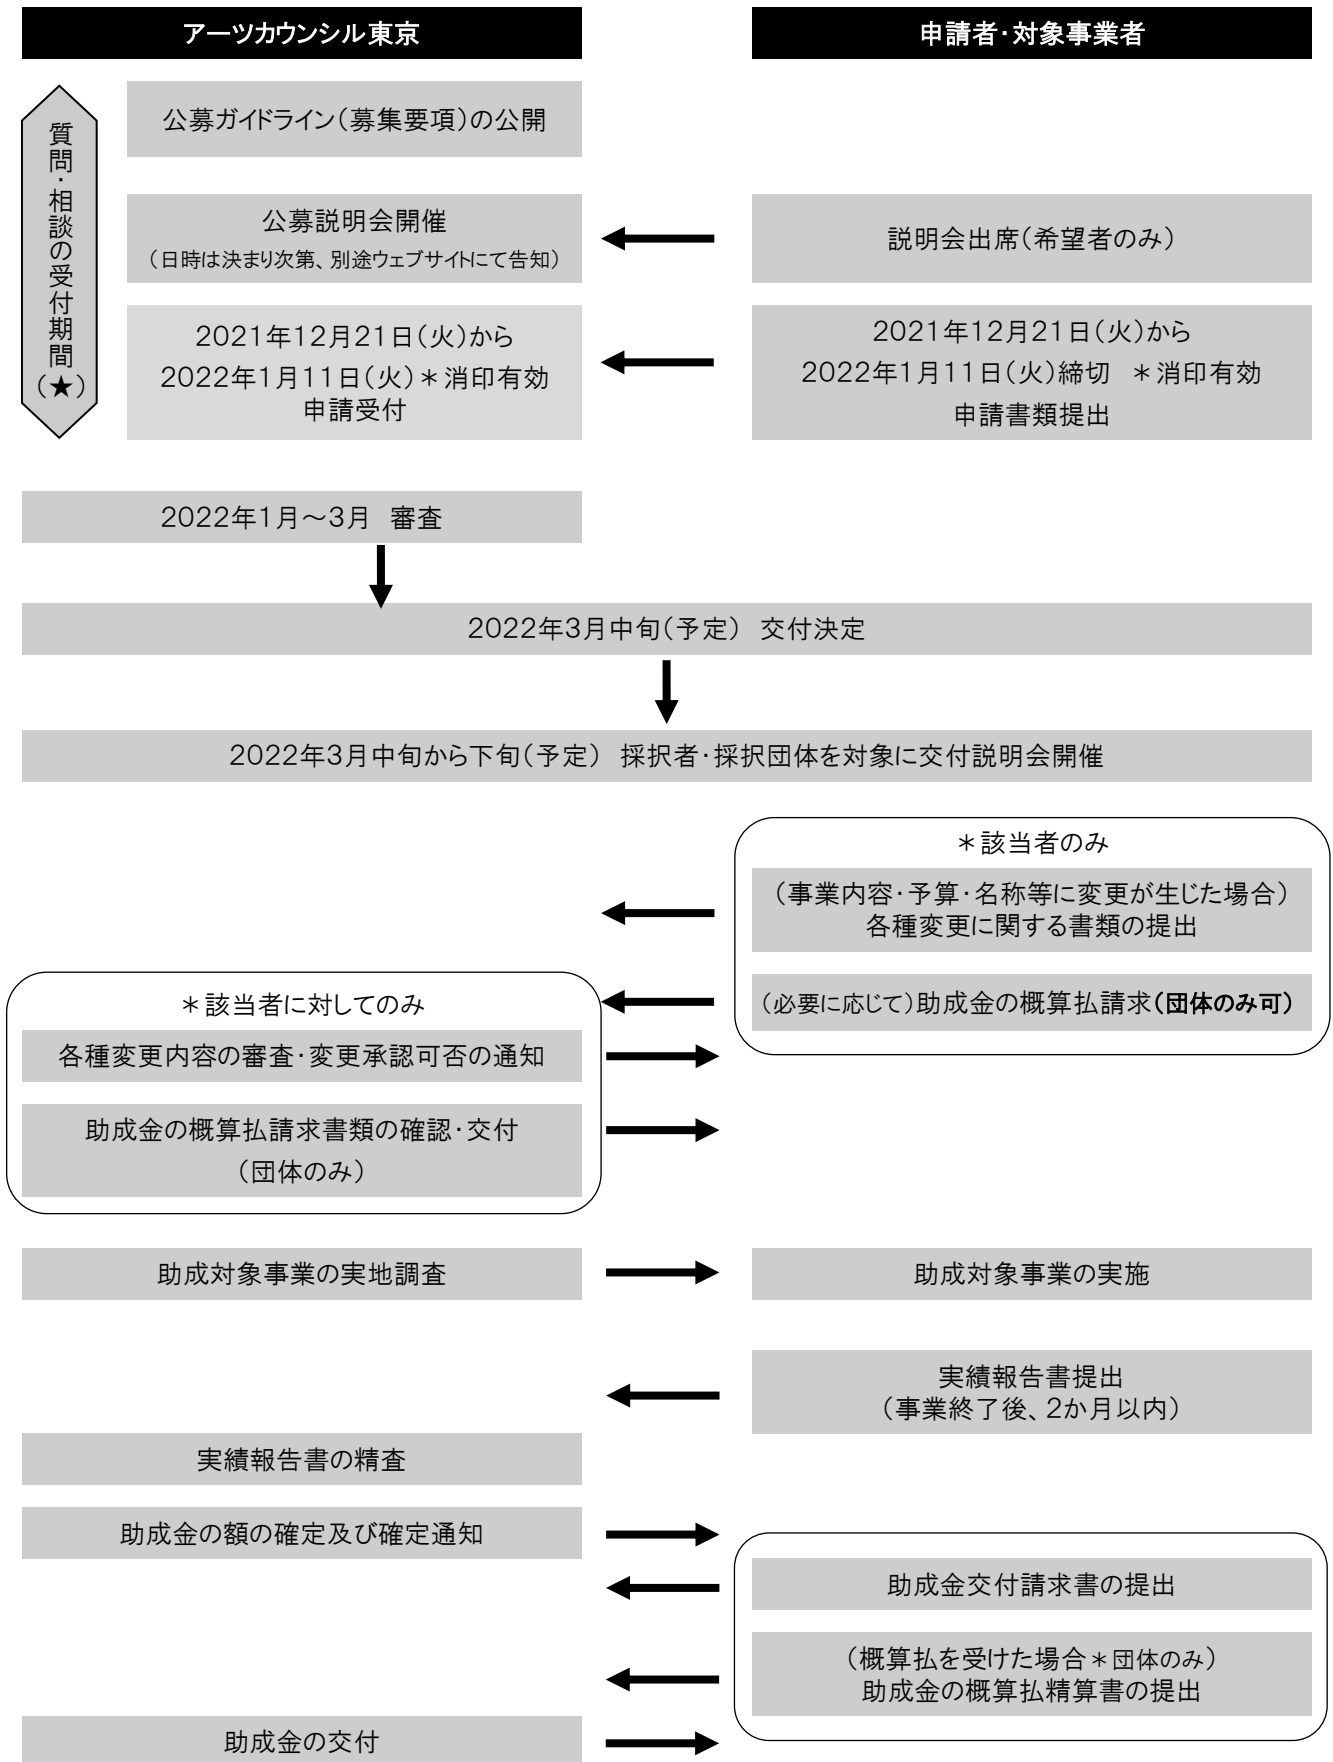 アーツカウンシル東京
申請者・対象事業者
質問・相談の受付期間(★)
公募ガイドライン(募集要項)の公開
公募説明会開催
(日時は決まり次第、別途ウェブサイトにて告知)
説明会出席(希望者のみ)
2021年12月21日(火)から
2022年1月11日(火)＊消印有効
申請受付
2021年12月21日(火)から
2022年1月11日(火)締切　＊消印有効
申請書類提出
2022年1月～3月　審査
2022年3月中旬(予定)　交付決定
2022年3月中旬から下旬(予定)　採択者・採択団体を対象に交付説明会開催
＊該当者のみ
(事業内容・予算・名称等に変更が生じた場合)
各種変更に関する書類の提出
(必要に応じて)助成金の概算払請求(団体のみ可)
＊該当者に対してのみ
各種変更内容の審査・変更承認可否の通知
助成金の概算払請求書類の確認・交付
(団体のみ)
助成対象事業の実地調査
助成対象事業の実施
実績報告書提出
(事業終了後、2か月以内)
実績報告書の精査
助成金の額の確定及び確定通知
助成金交付請求書の提出
(概算払を受けた場合＊団体のみ)
助成金の概算払精算書の提出
助成金の交付